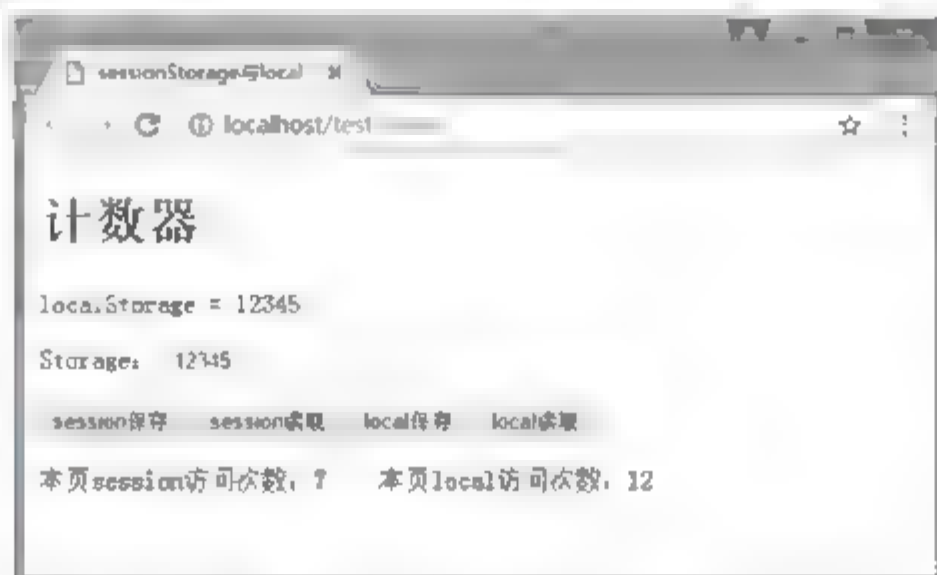 sessionStorage与local
localhost/test
计数器
localStorage = 12345
Storage: 12345
session保存 session读取 local保存 local读取
本页session访问次数: 7 本页local访问次数: 12